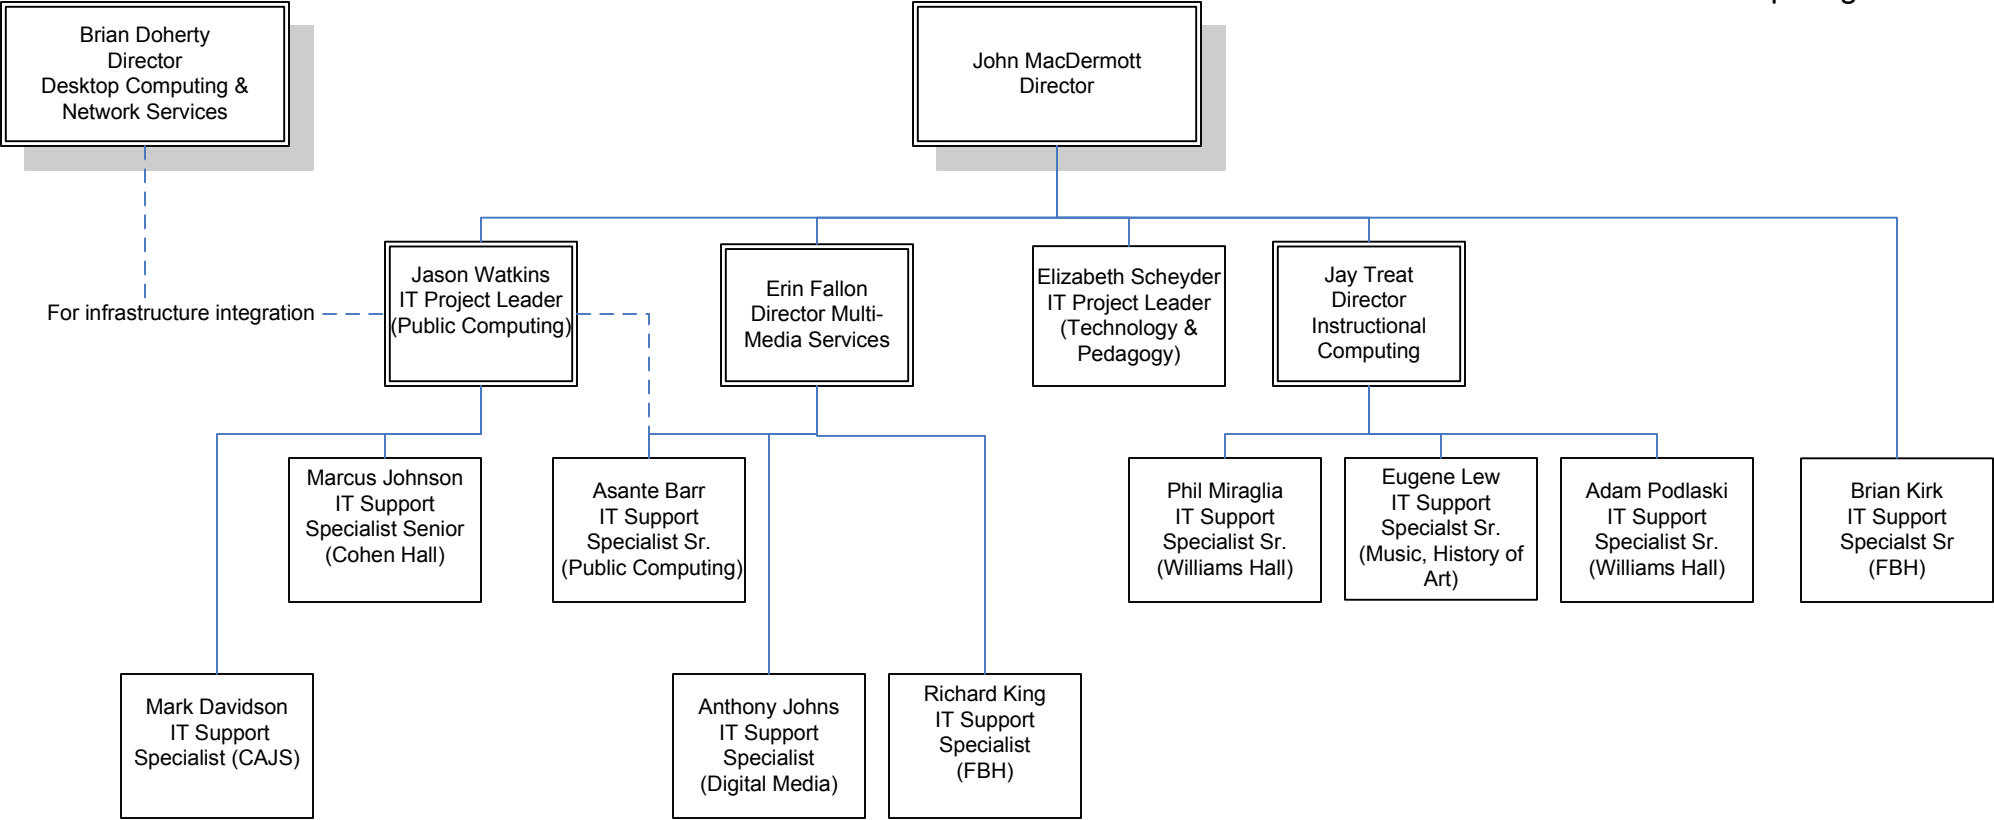 Brian Doherty
Director
Desktop Computing &
Network Services
John MacDermott
Director
Jason Watkins
IT Project Leader
(Public Computing)
Erin Fallon
Director Multi-
Media Services
Elizabeth Scheyder
IT Project Leader
(Technology &
Pedagogy)
Jay Treat
Director
Instructional
Computing
For infrastructure integration
Marcus Johnson
IT Support
Specialist Senior
(Cohen Hall)
Asante Barr
IT Support
Specialist Sr.
(Public Computing)
Phil Miraglia
IT Support
Specialist Sr.
(Williams Hall)
Eugene Lew
IT Support
Specialst Sr.
(Music, History of
Art)
Adam Podlaski
IT Support
Specialist Sr.
(Williams Hall)
Brian Kirk
IT Support
Specialst Sr
(FBH)
Mark Davidson
IT Support
Specialist (CAJS)
Anthony Johns
IT Support
Specialist
(Digital Media)
Richard King
IT Support
Specialist
(FBH)